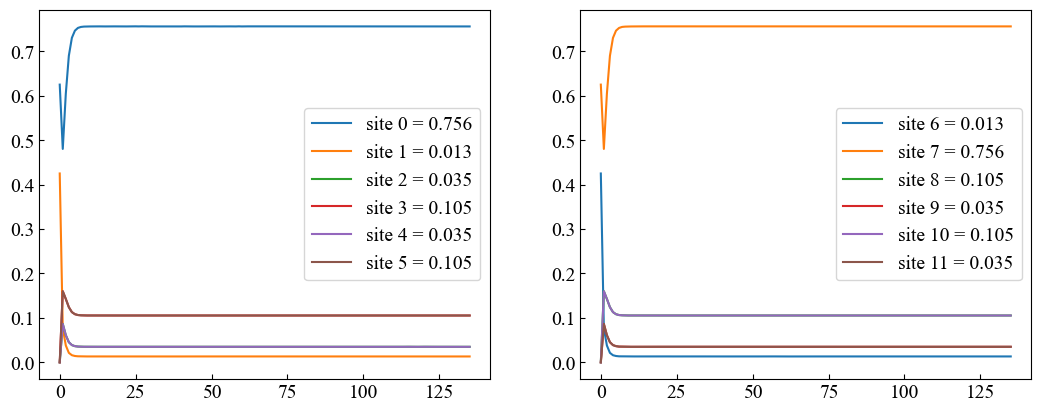 0.7
0.6
0.5
0.4
0.3
0.2
0.1
0.0
0 25 50 75 100 125
site 0 = 0.756
site 1 = 0.013
site 2 = 0.035
site 3 = 0.105
site 4 = 0.035
site 5 = 0.105
0.7
0.6
0.5
0.4
0.3
0.2
0.1
0.0
0 25 50 75 100 125
site 6 = 0.013
site 7 = 0.756
site 8 = 0.105
site 9 = 0.035
site 10 = 0.105
site 11 = 0.035